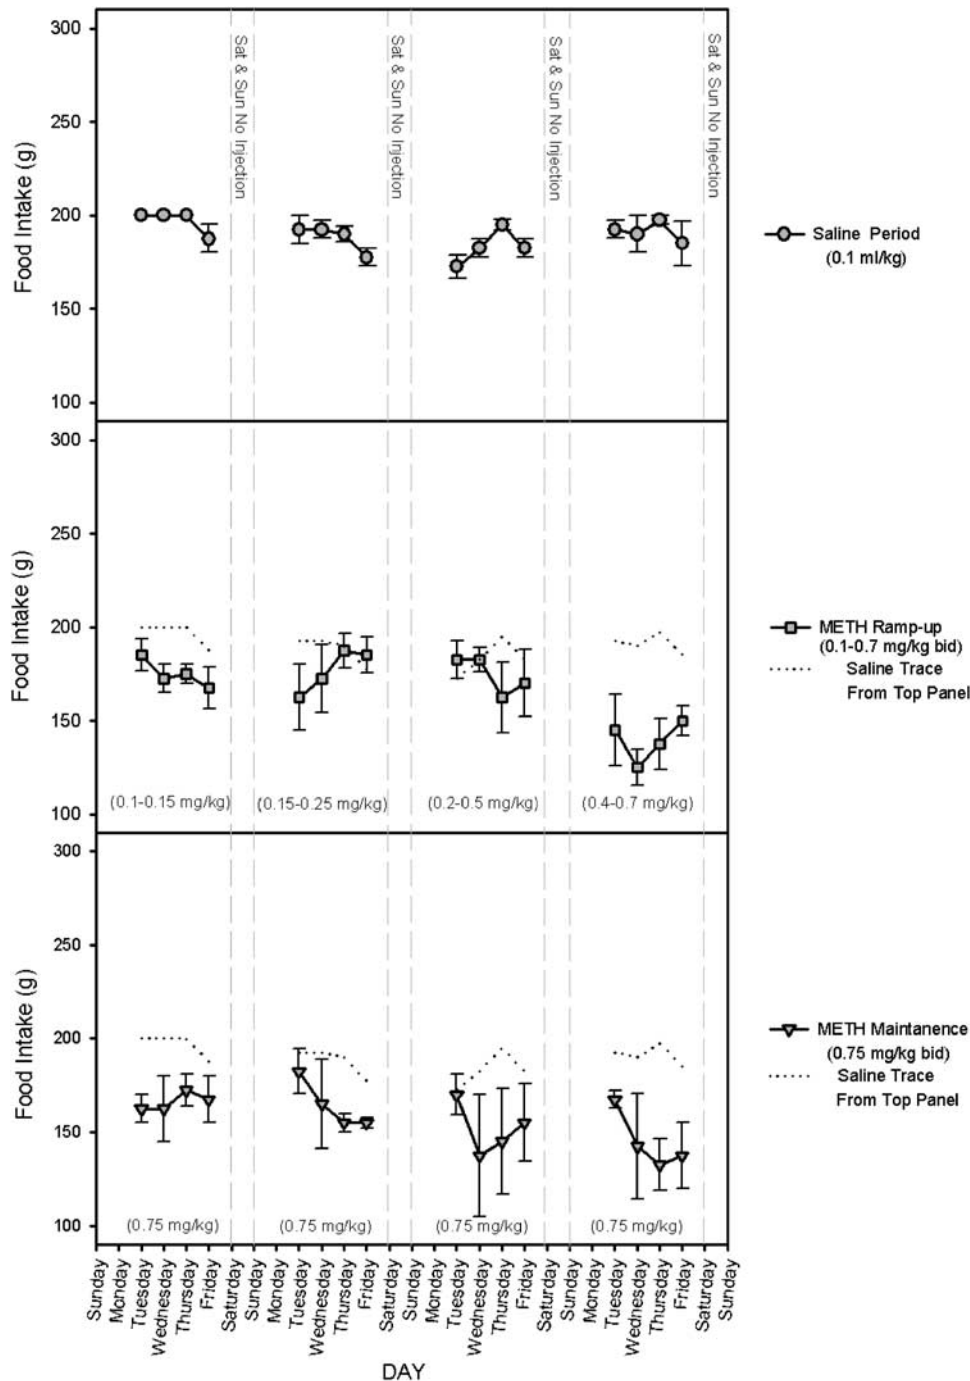 300
250
200
150
100
Food Intake (g)
Sat & Sun No Injection
Sat & Sun No Injection
Sat & Sun No Injection
Sat & Sun No Injection
Saline Period
(0.1 ml/kg)
300
250
200
150
100
Food Intake (g)
(0.1-0.15 mg/kg)
(0.15-0.25 mg/kg)
(0.2-0.5 mg/kg)
(0.4-0.7 mg/kg)
METH Ramp-up
(0.1-0.7 mg/kg bid)
Saline Trace
From Top Panel
300
250
200
150
100
Food Intake (g)
(0.75 mg/kg)
(0.75 mg/kg)
(0.75 mg/kg)
(0.75 mg/kg)
METH Maintanence
(0.75 mg/kg bid)
Saline Trace
From Top Panel
Sunday
Monday
Tuesday
Wednesday
Thursday
Friday
Saturday
Sunday
Monday
Tuesday
Wednesday
Thursday
Friday
Saturday
Sunday
Monday
Tuesday
Wednesday
Thursday
Friday
Saturday
Sunday
Monday
Tuesday
Wednesday
Thursday
Friday
Saturday
Sunday
DAY